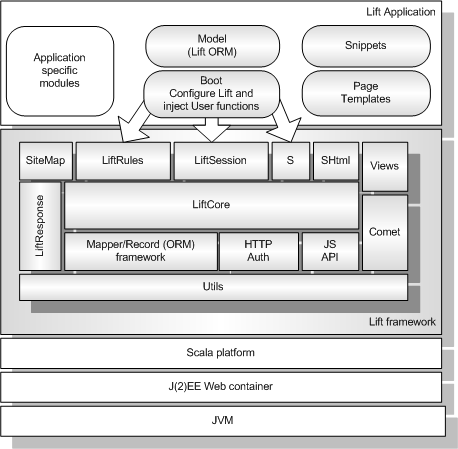 Lift Application
Application
specific
modules
Model
(Lift ORM)
Snippets
Boot
Configure Lift and
inject User functions
Page
Templates
SiteMap
LiftRules
LiftSession
S
SHtml
Views
LiftResponse
LiftCore
Comet
Mapper/Record (ORM)
framework
HTTP
Auth
JS
API
Utils
Lift framework
Scala platform
J(2)EE Web container
JVM